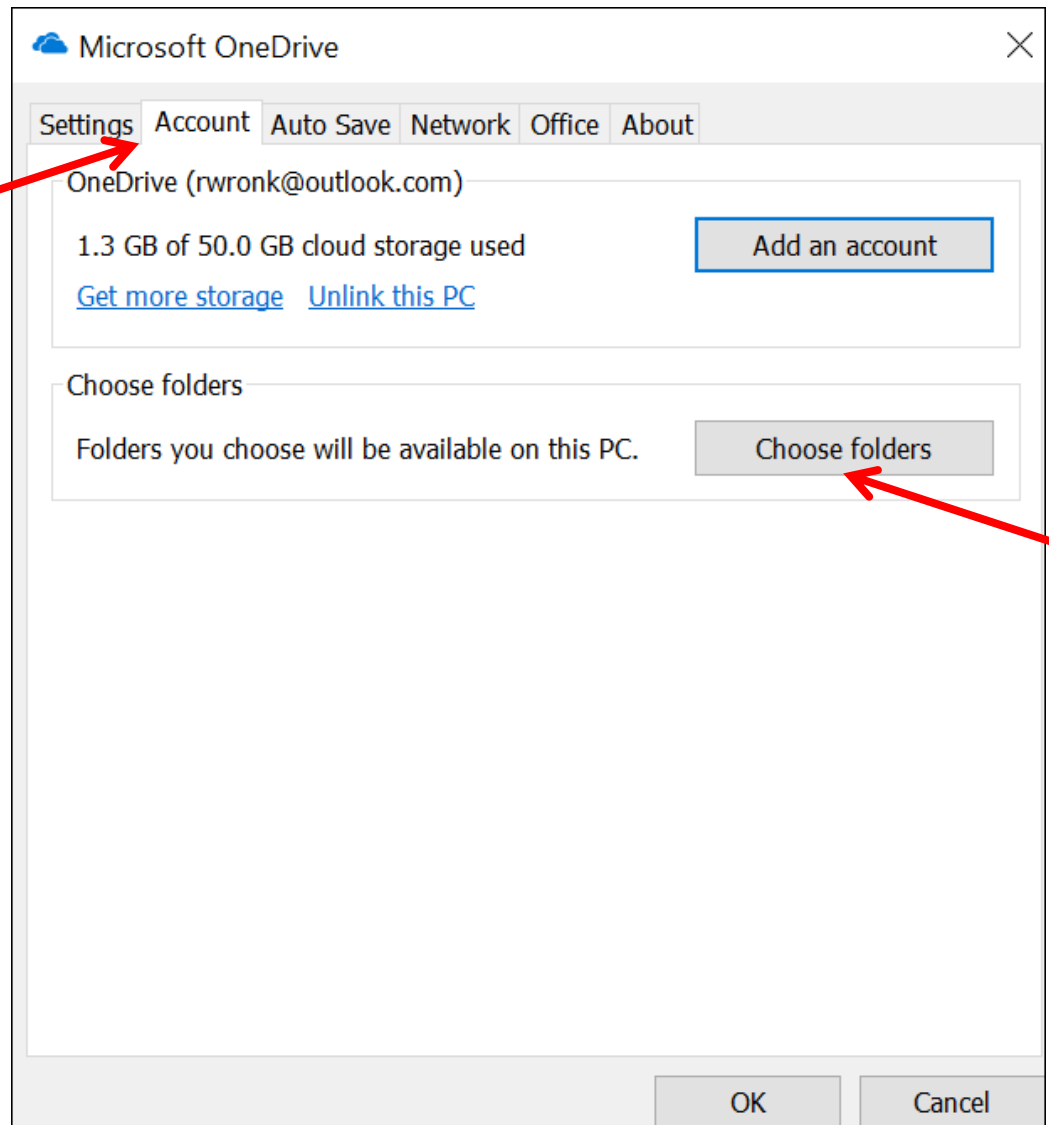 Microsoft OneDrive
Settings Account Auto Save Network Office About
OneDrive (rwronk@outlook.com)
1.3 GB of 50.0 GB cloud storage used Add an account
Get more storage Unlink this PC
Choose folders
Folders you choose will be available on this PC. Choose folders
OK Cancel